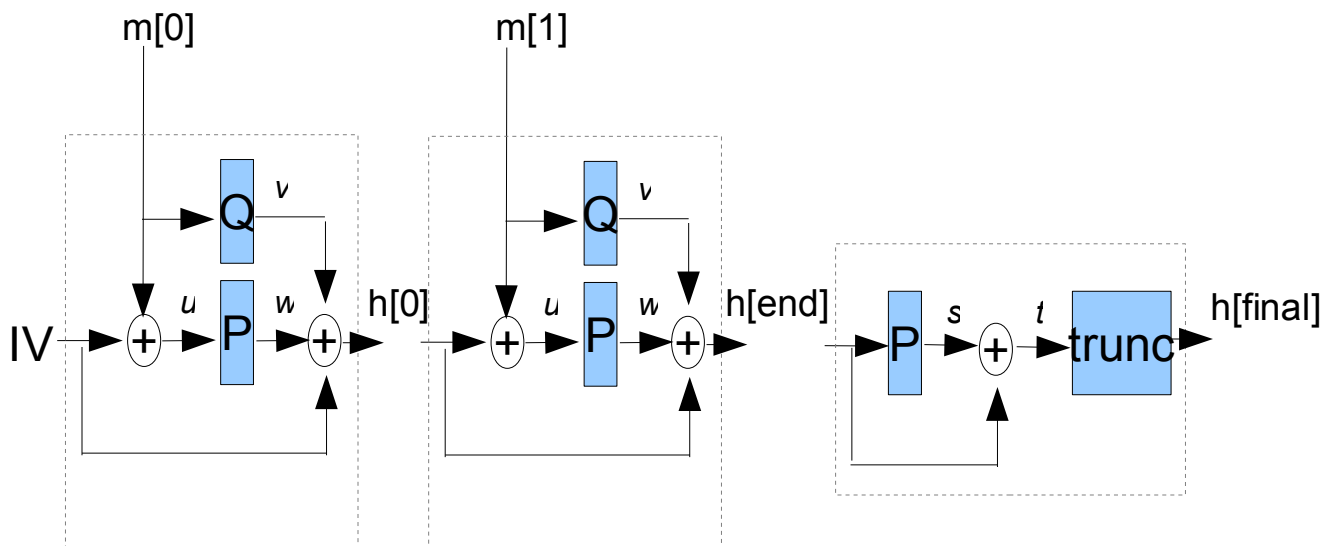 m[0]
m[1]
Q
v
Q
v
IV
+
u
P
w
+
h[0]
+
u
P
w
+
h[end]
P
s
+
t
trunc
h[final]